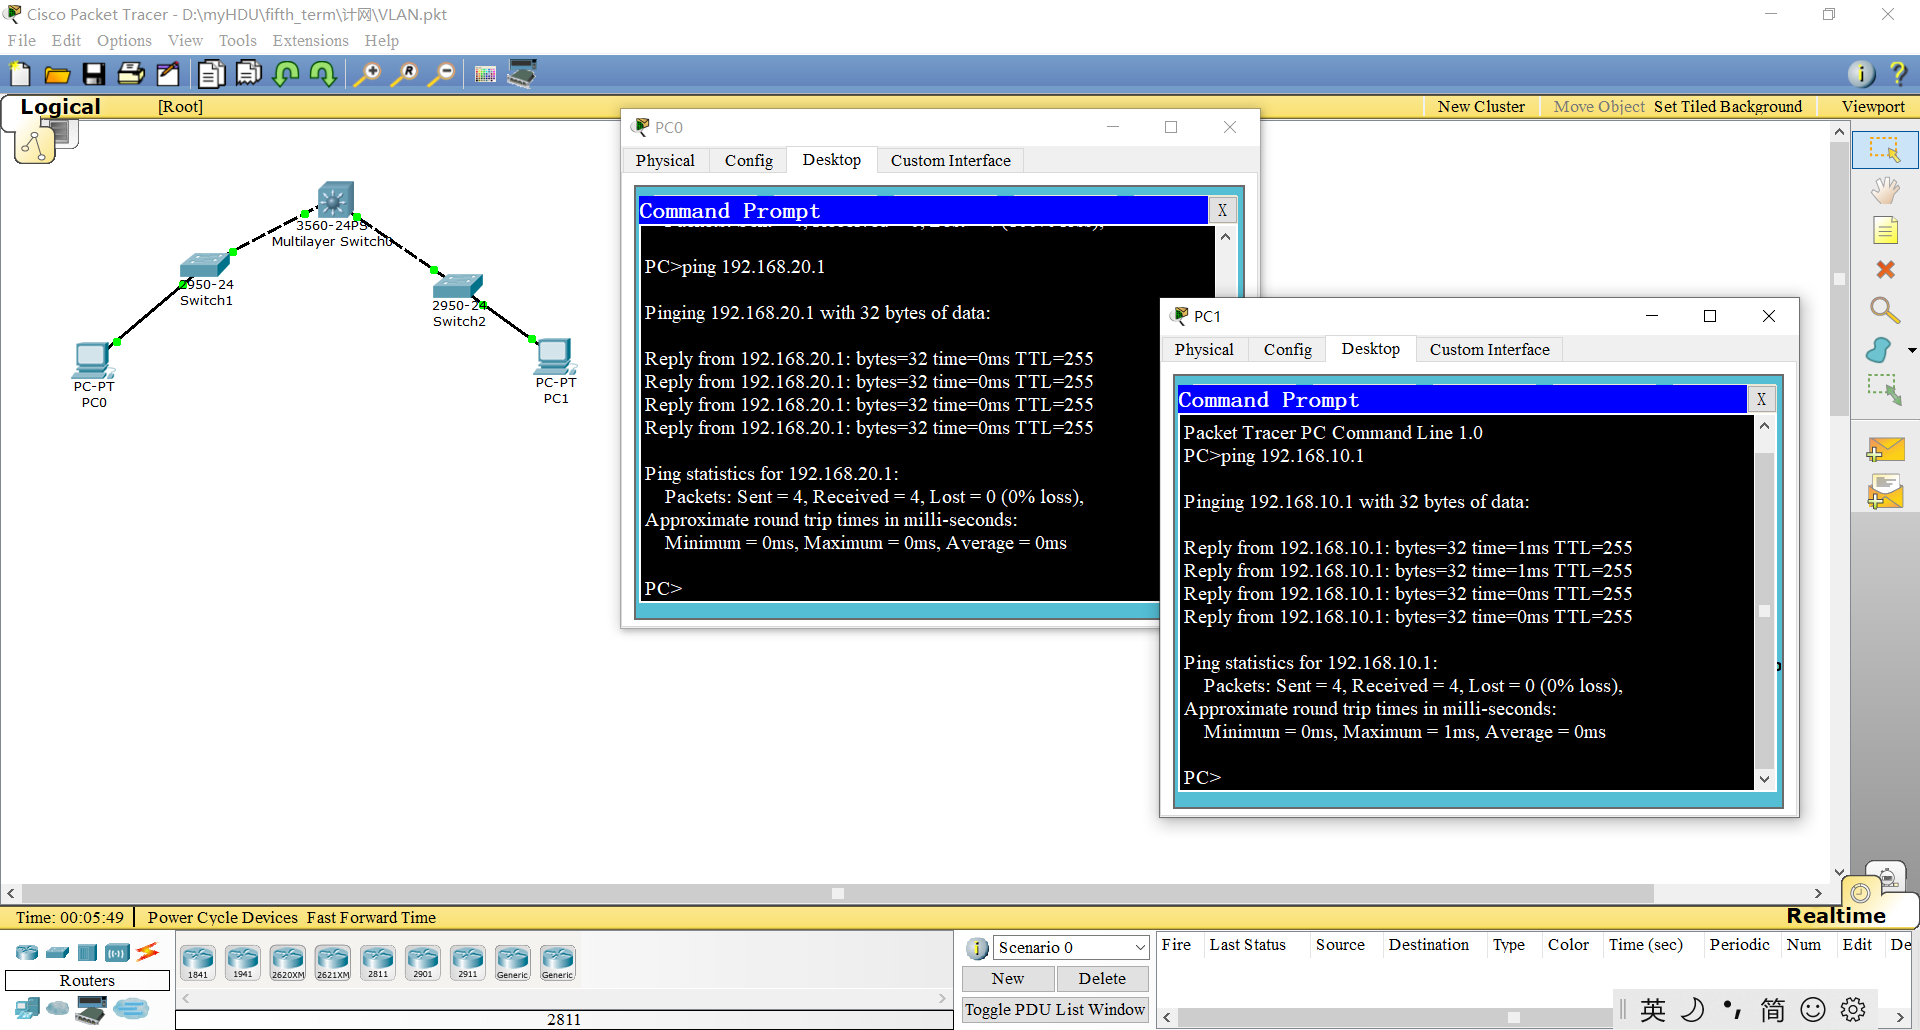 Cisco Packet Tracer - D:\myHDU\fifth_term\计网\VLAN.pkt
File Edit Options View Tools Extensions Help
Logical [Root] New Cluster Move Object Set Tiled Background Viewport
3560-24PS
Multilayer Switch0
2950-24
Switch1
2950-24
Switch2
PC-PT
PC0
PC-PT
PC1
PC0
Physical Config Desktop Custom Interface
Command Prompt X
PC>ping 192.168.20.1
Pinging 192.168.20.1 with 32 bytes of data:
Reply from 192.168.20.1: bytes=32 time=0ms TTL=255
Reply from 192.168.20.1: bytes=32 time=0ms TTL=255
Reply from 192.168.20.1: bytes=32 time=0ms TTL=255
Reply from 192.168.20.1: bytes=32 time=0ms TTL=255
Ping statistics for 192.168.20.1:
Packets: Sent = 4, Received = 4, Lost = 0 (0% loss),
Approximate round trip times in milli-seconds:
Minimum = 0ms, Maximum = 0ms, Average = 0ms
PC>
PC1
Physical Config Desktop Custom Interface
Command Prompt X
Packet Tracer PC Command Line 1.0
PC>ping 192.168.10.1
Pinging 192.168.10.1 with 32 bytes of data:
Reply from 192.168.10.1: bytes=32 time=1ms TTL=255
Reply from 192.168.10.1: bytes=32 time=1ms TTL=255
Reply from 192.168.10.1: bytes=32 time=0ms TTL=255
Reply from 192.168.10.1: bytes=32 time=0ms TTL=255
Ping statistics for 192.168.10.1:
Packets: Sent = 4, Received = 4, Lost = 0 (0% loss),
Approximate round trip times in milli-seconds:
Minimum = 0ms, Maximum = 1ms, Average = 0ms
PC>
Time: 00:05:49 Power Cycle Devices Fast Forward Time
Realtime
Routers
1841 1941 2620XM 2621XM 2811 2901 2911 Generic Generic
2811
Scenario 0
New Delete
Toggle PDU List Window
Fire Last Status Source Destination Type Color Time (sec) Periodic Num Edit De
英 简